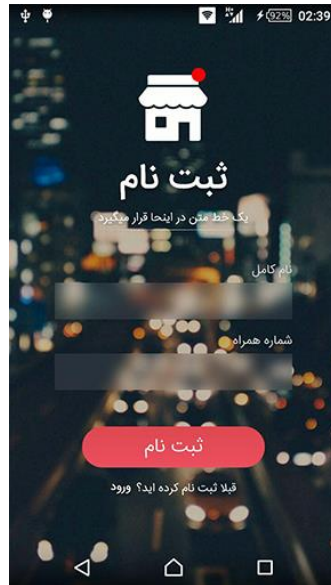 92% 02:39
ثبت نام
یک خط متن در اینجا قرار میگیرد
نام کامل
شماره همراه
ثبت نام
قبلا ثبت نام کرده اید؟ ورود